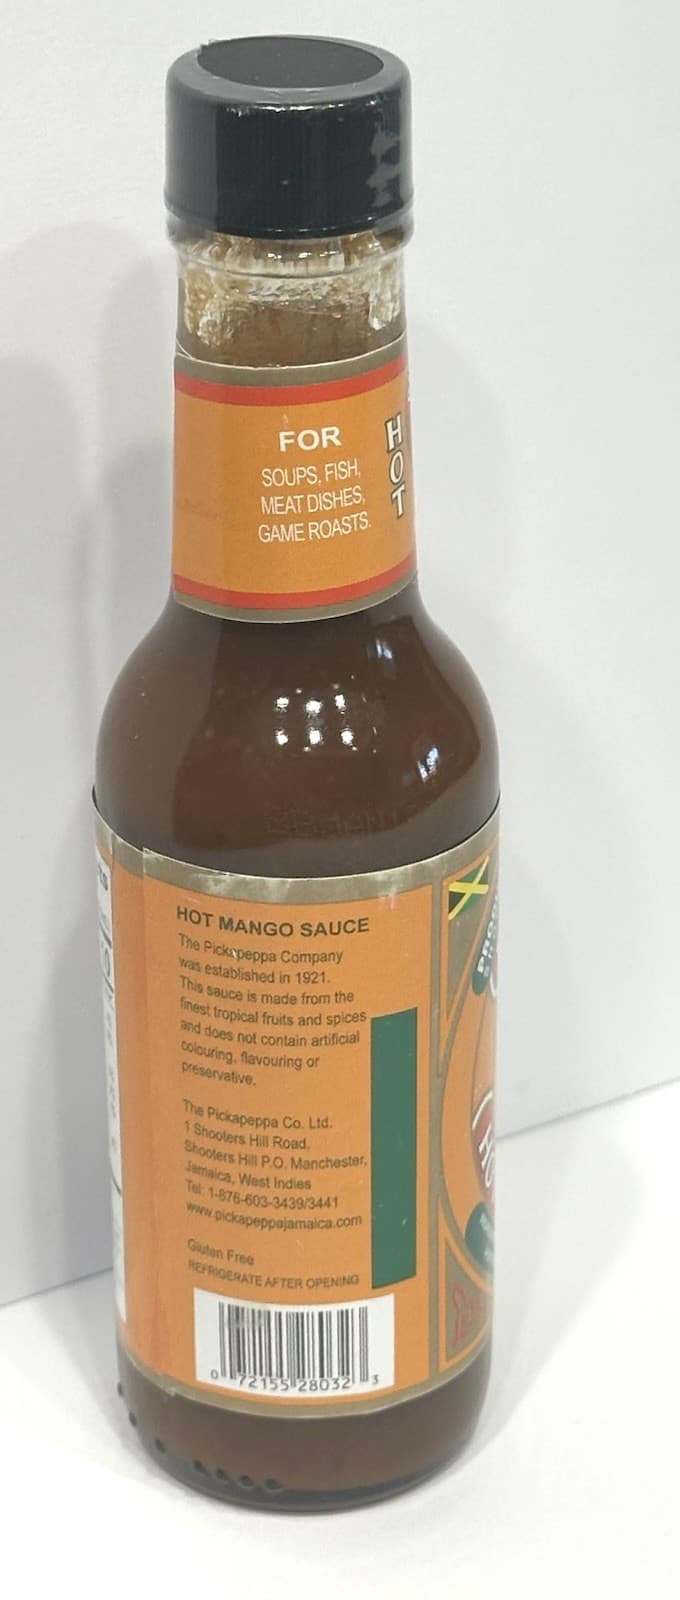 FOR
SOUPS, FISH,
MEAT DISHES,
GAME ROASTS.
HOT
HOT MANGO SAUCE
The Pickapeppa Company
was established in 1921.
This sauce is made from the
finest tropical fruits and spices
and does not contain artificial
colouring, flavouring or
preservative.
The Pickapeppa Co. Ltd.
1 Shooters Hill Road,
Shooters Hill P.O. Manchester,
Jamaica, West Indies
Tel: 1-876-603-3439/3441
www.pickapeppajamaica.com
Gluten Free
REFRIGERATE AFTER OPENING
0 72155 28032 3